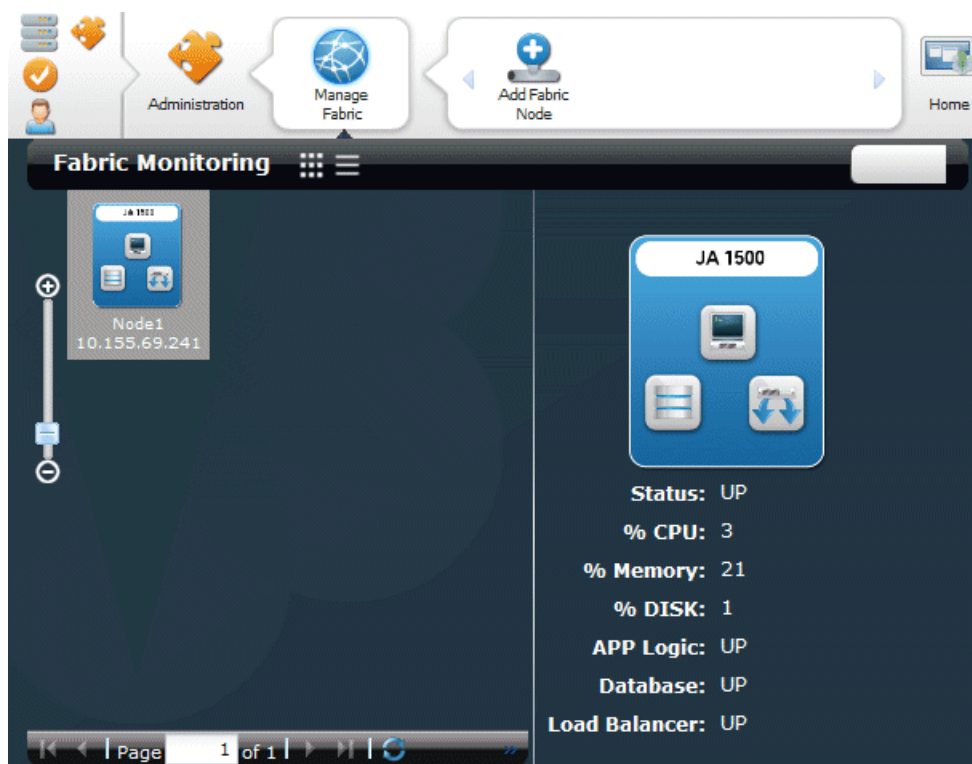 Administration
Manage
Fabric
Add Fabric
Node
Home
Fabric Monitoring
JA 1500
Node1
10.155.69.241
JA 1500
Status: UP
% CPU: 3
% Memory: 21
% DISK: 1
APP Logic: UP
Database: UP
Load Balancer: UP
Page 1 of 1